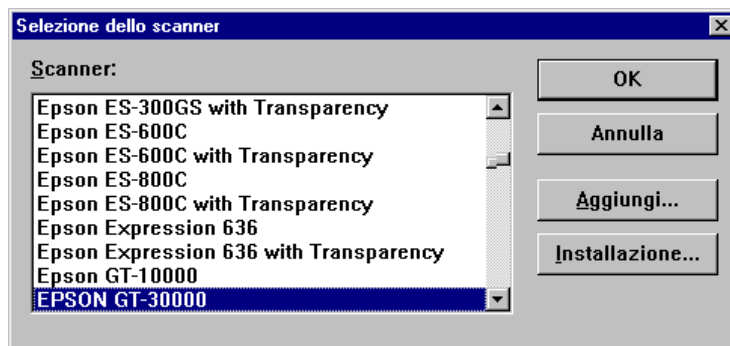 Selezione dello scanner
Scanner:
Epson ES-300GS with Transparency
Epson ES-600C
Epson ES-600C with Transparency
Epson ES-800C
Epson ES-800C with Transparency
Epson Expression 636
Epson Expression 636 with Transparency
Epson GT-10000
EPSON GT-30000
OK
Annulla
Aggiungi...
Installazione...